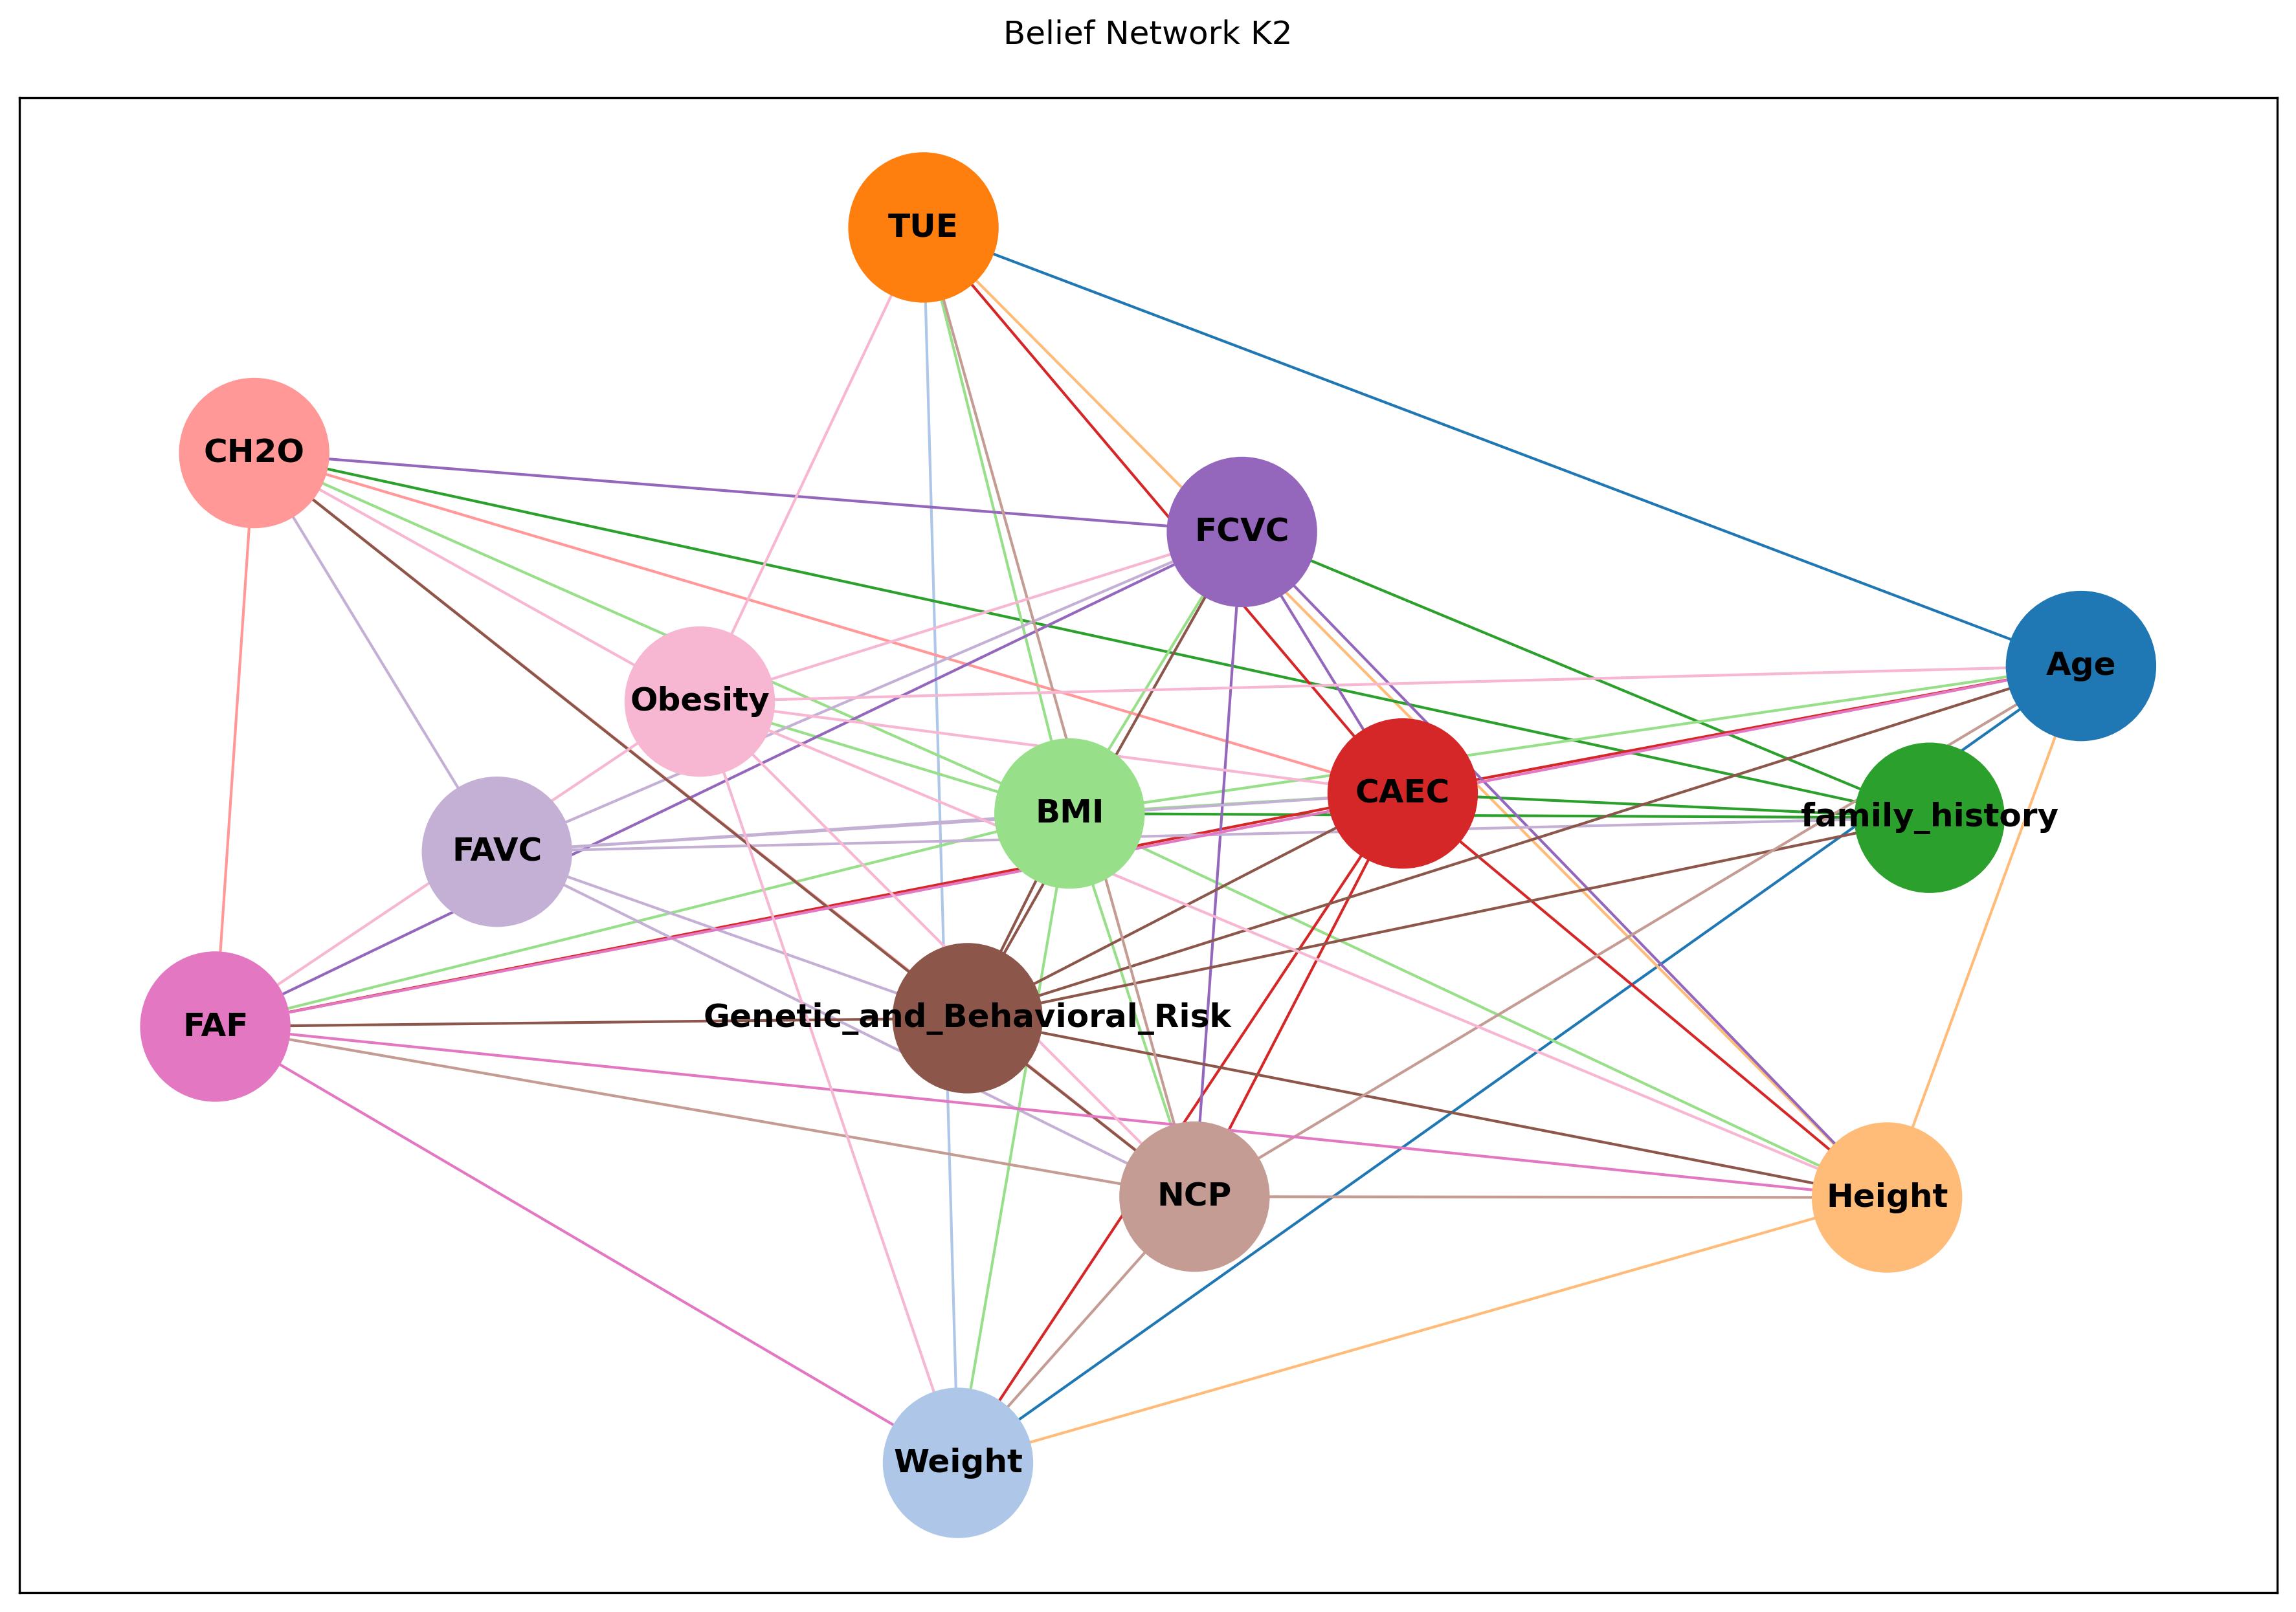 Belief Network K2
TUE
CH2O
FCVC
Age
Obesity
CAEC
BMI
family_history
FAVC
Genetic_and_Behavioral_Risk
FAF
NCP
Height
Weight